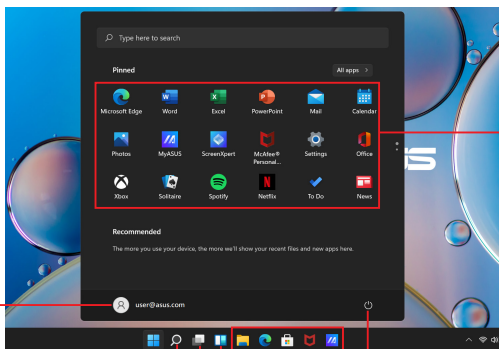 Type here to search
Pinned
All apps >
Microsoft Edge
Word
Excel
PowerPoint
Mail
Calendar
Photos
MyASUS
ScreenXpert
McAfee®
Personal...
Settings
Office
Xbox
Solitaire
Spotify
Netflix
To Do
News
Recommended
The more you use your device, the more we'll show your recent files and new apps here.
user@asus.com